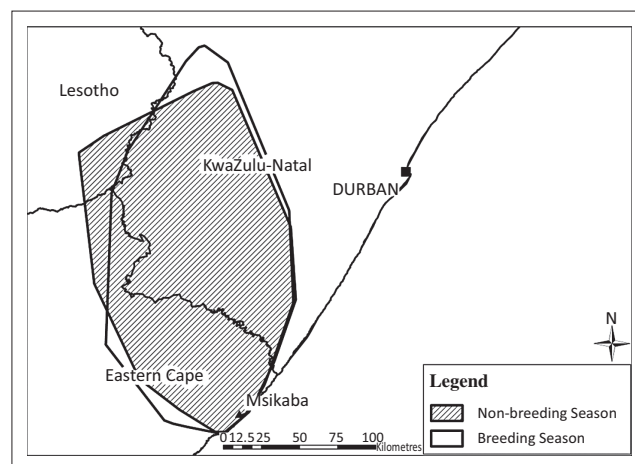 Lesotho
KwaZulu-Natal
DURBAN
N
Eastern Cape
Msikaba
0 12.5 25 50 75 100
Kilometres
Legend
Non-breeding Season
Breeding Season